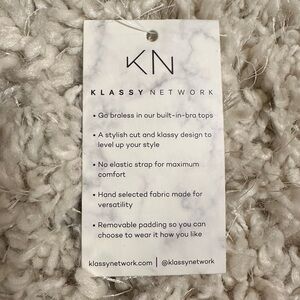 KN
KLASSY NETWORK
• Go braless in our built-in-bra tops
• A stylish cut and klassy design to
level up your style
• No elastic strap for maximum
comfort
• Hand selected fabric made for
versatility
• Removable padding so you can
choose to wear it how you like
klassynetwork.com | @klassynetwork